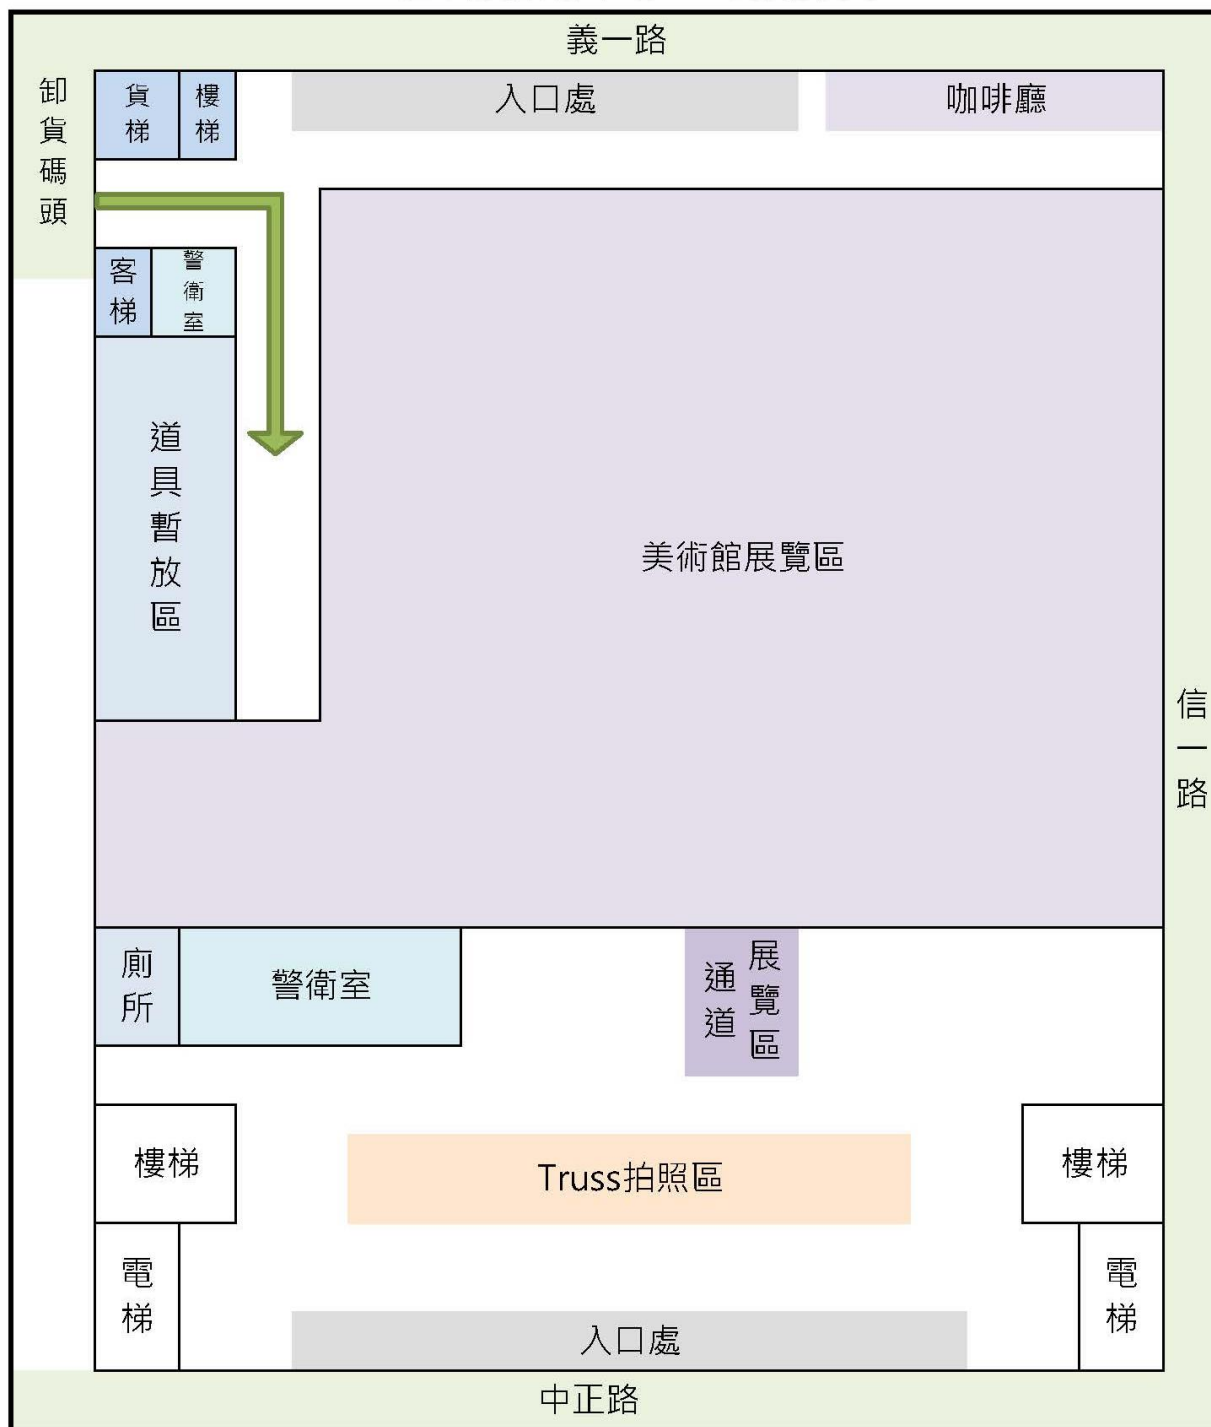 義一路
卸貨碼頭
貨梯
樓梯
入口處
咖啡廳
客梯
警衛室
道具暫放區
美術館展覽區
信一路
廁所
警衛室
展覽區
通道
樓梯
Truss拍照區
樓梯
電梯
電梯
入口處
中正路